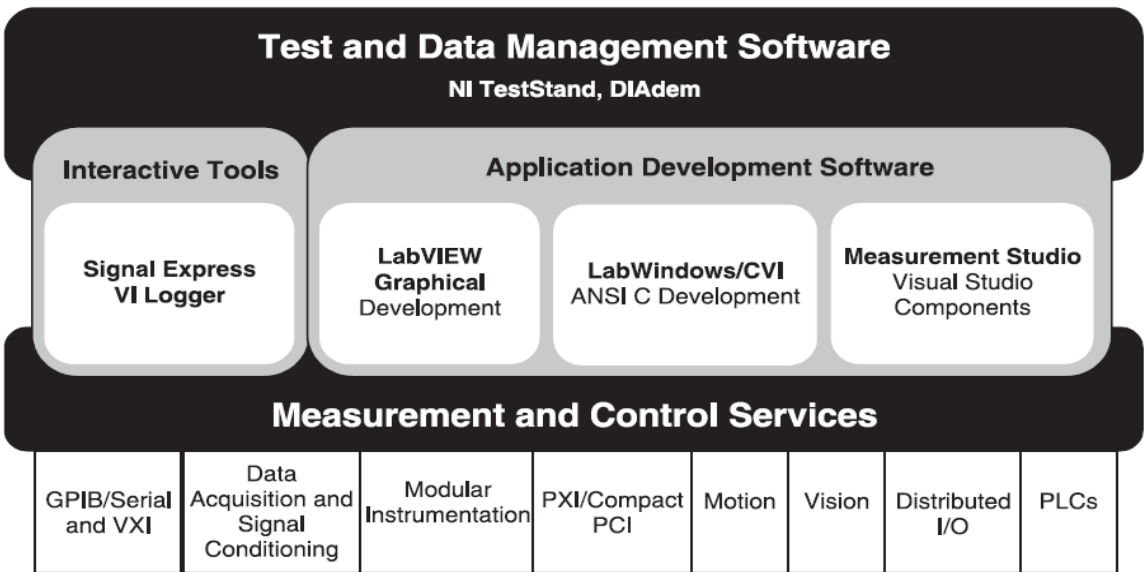 Test and Data Management Software
NI TestStand, DIAdem
Interactive Tools
Signal Express
VI Logger
Application Development Software
LabVIEW
Graphical
Development
LabWindows/CVI
ANSI C Development
Measurement Studio
Visual Studio
Components
Measurement and Control Services
GPIB/Serial
and VXI
Data
Acquisition and
Signal
Conditioning
Modular
Instrumentation
PXI/Compact
PCI
Motion
Vision
Distributed
I/O
PLCs